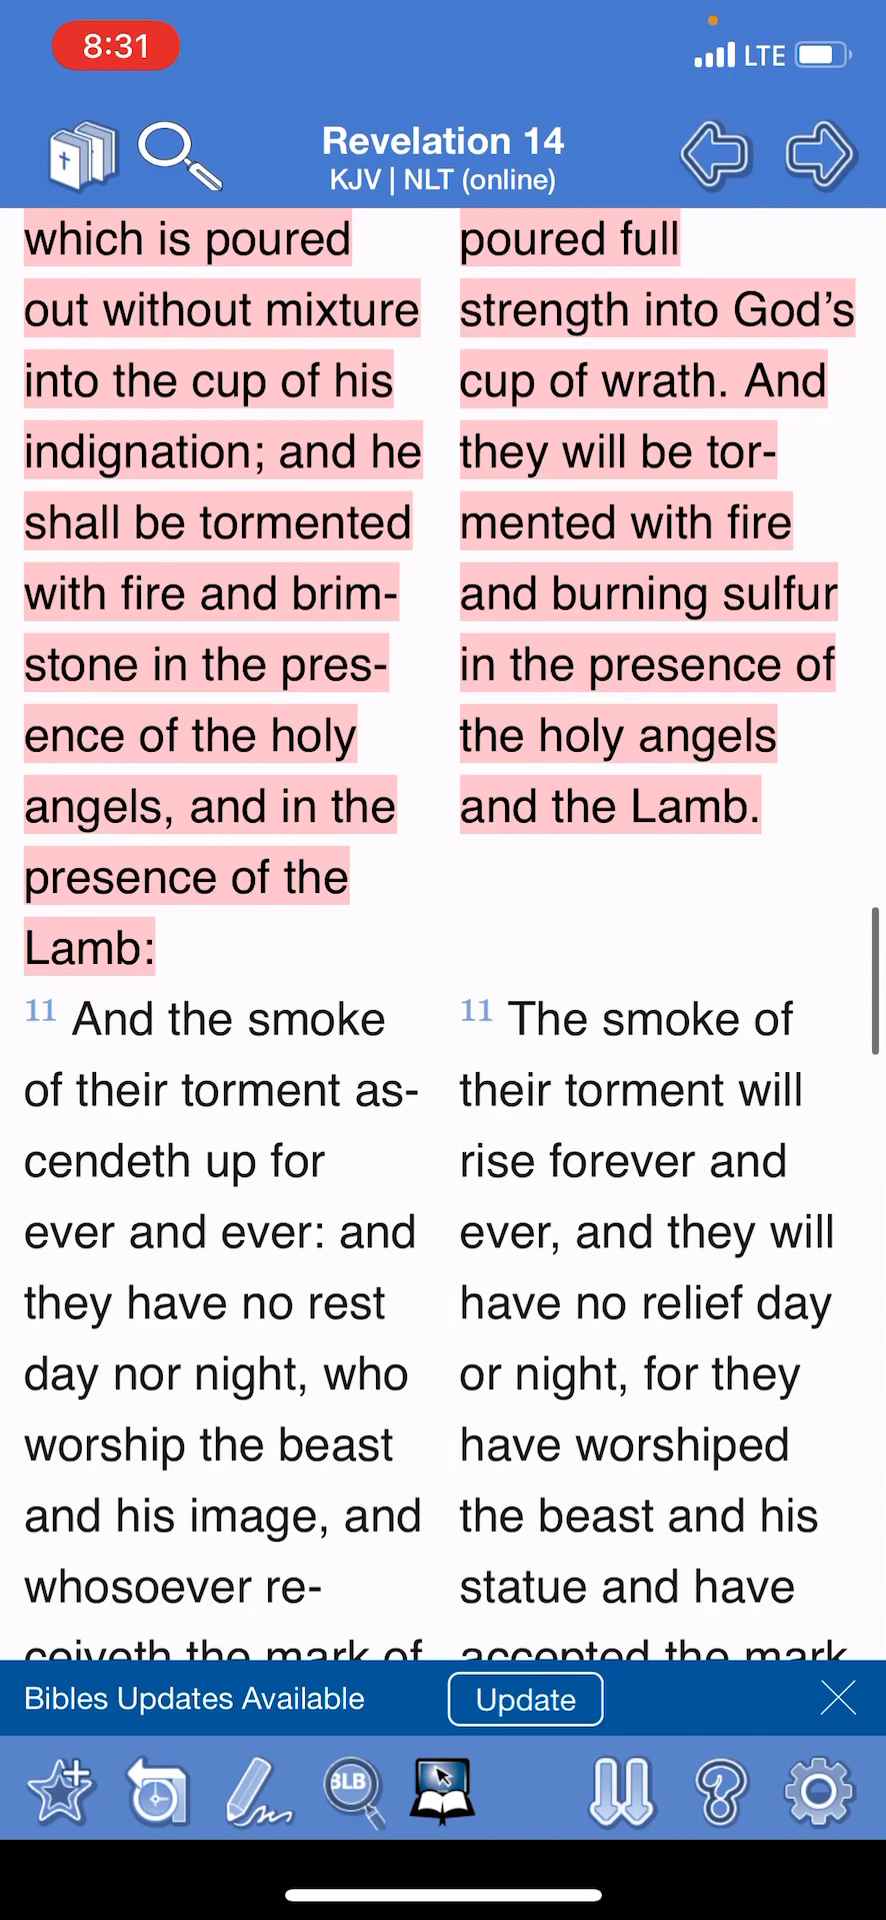 8:31
LTE
Revelation 14
KJV | NLT (online)
which is poured
out without mixture
into the cup of his
indignation; and he
shall be tormented
with fire and brim-
stone in the pres-
ence of the holy
angels, and in the
presence of the
Lamb:
11 And the smoke
of their torment as-
cendeth up for
ever and ever: and
they have no rest
day nor night, who
worship the beast
and his image, and
whosoever re-
ceiveth the mark of
poured full
strength into God’s
cup of wrath. And
they will be tor-
mented with fire
and burning sulfur
in the presence of
the holy angels
and the Lamb.
11 The smoke of
their torment will
rise forever and
ever, and they will
have no relief day
or night, for they
have worshiped
the beast and his
statue and have
accepted the mark
Bibles Updates Available
Update
BLB